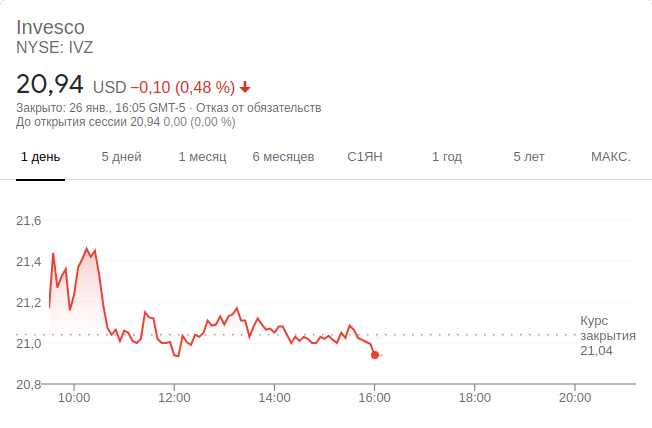 Invesco
NYSE: IVZ
20,94 USD −0,10 (0,48 %)
Закрыто: 26 янв., 16:05 GMT-5 · Отказ от обязательств
До открытия сессии 20,94 0,00 (0,00 %)
1 день 5 дней 1 месяц 6 месяцев С1ЯН 1 год 5 лет МАКС.
21,6
21,4
21,2
21,0
20,8
Курс
закрытия
21,04
10:00 12:00 14:00 16:00 18:00 20:00